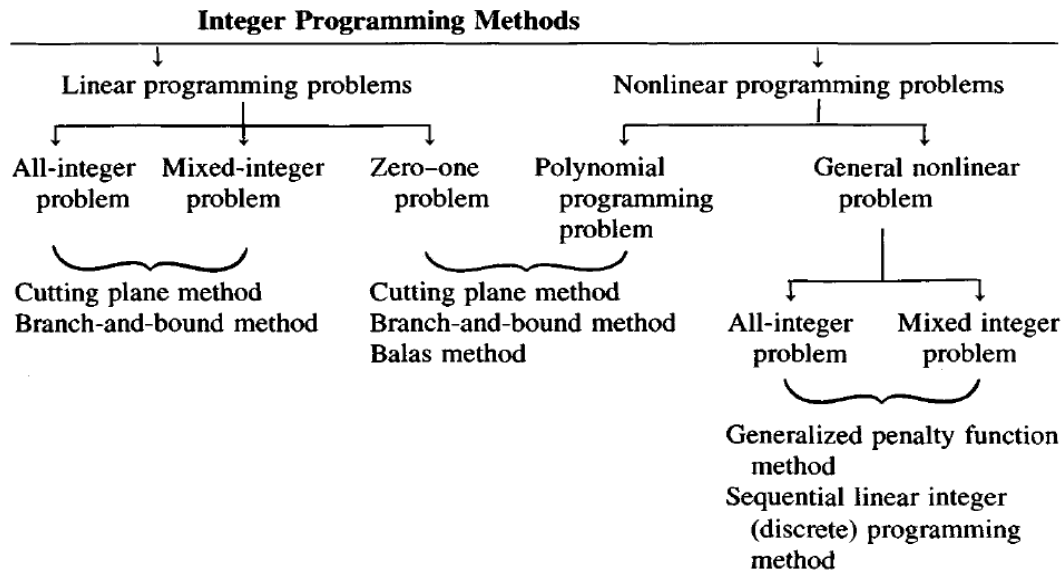 Integer Programming Methods
Linear programming problems
Nonlinear programming problems
All-integer
problem
Mixed-integer
problem
Zero–one
problem
Polynomial
programming
problem
General nonlinear
problem
Cutting plane method
Branch-and-bound method
Cutting plane method
Branch-and-bound method
Balas method
All-integer
problem
Mixed integer
problem
Generalized penalty function
method
Sequential linear integer
(discrete) programming
method